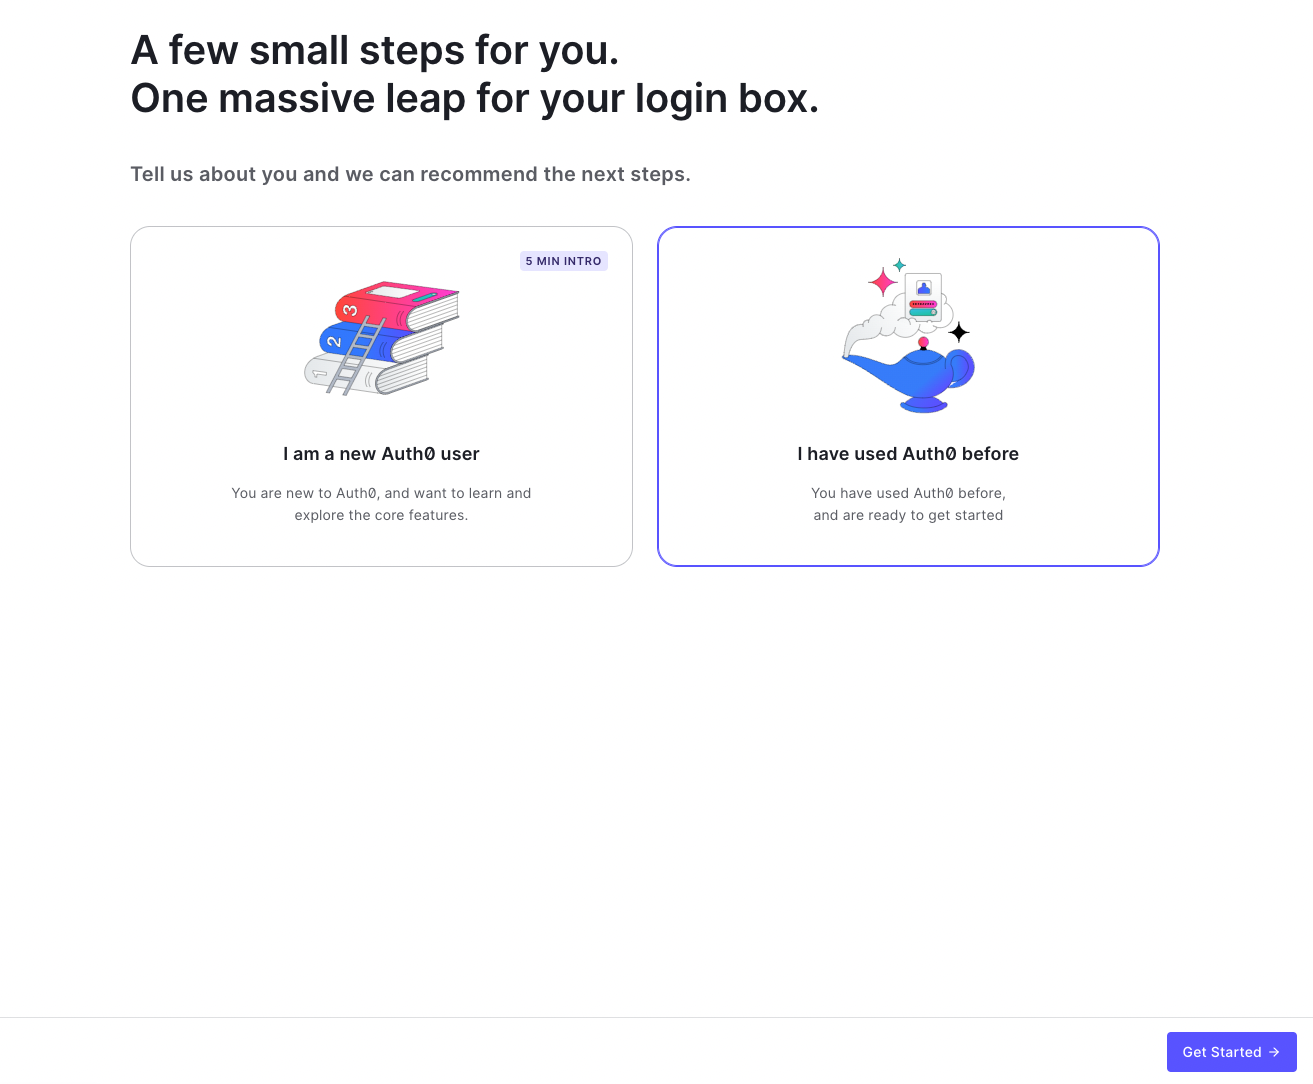 A few small steps for you.
One massive leap for your login box.
Tell us about you and we can recommend the next steps.
5 MIN INTRO
3
2
1
I am a new Auth0 user
You are new to Auth0, and want to learn and
explore the core features.
I have used Auth0 before
You have used Auth0 before,
and are ready to get started
Get Started →